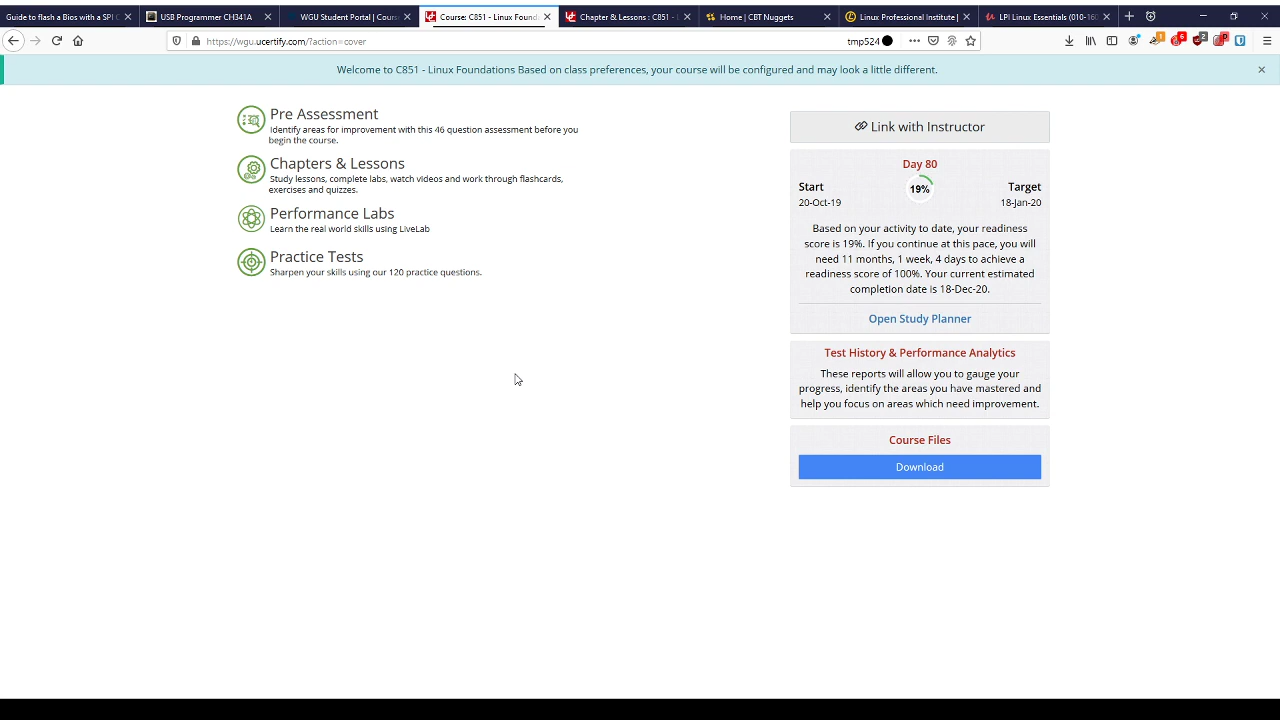 Guide to flash a Bios with a SPI C
USB Programmer CH341A
WGU Student Portal | Cours
Course: C851 - Linux Found
Chapter & Lessons : C851 - L
Home | CBT Nuggets
Linux Professional Institute |
LPI Linux Essentials (010-160
https://wgu.ucertify.com/?action=cover
tmp524
1
6
2
Welcome to C851 - Linux Foundations Based on class preferences, your course will be configured and may look a little different.
Pre Assessment
Identify areas for improvement with this 46 question assessment before you
begin the course.
Chapters & Lessons
Study lessons, complete labs, watch videos and work through flashcards,
exercises and quizzes.
Performance Labs
Learn the real world skills using LiveLab
Practice Tests
Sharpen your skills using our 120 practice questions.
Link with Instructor
Day 80
Start
19%
Target
20-Oct-19
18-Jan-20
Based on your activity to date, your readiness
score is 19%. If you continue at this pace, you will
need 11 months, 1 week, 4 days to achieve a
readiness score of 100%. Your current estimated
completion date is 18-Dec-20.
Open Study Planner
Test History & Performance Analytics
These reports will allow you to gauge your
progress, identify the areas you have mastered and
help you focus on areas which need improvement.
Course Files
Download